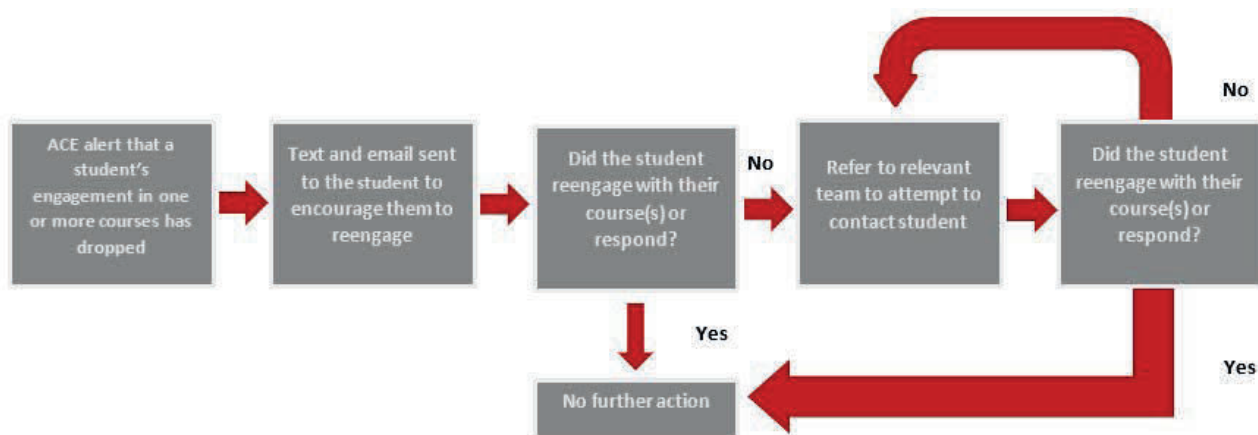 ACE alert that a
student's
engagement in one
or more courses has
dropped
Text and email sent
to the student to
encourage them to
reengage
Did the student
reengage with their
course(s) or
respond?
No
Refer to relevant
team to attempt to
contact student
Did the student
reengage with their
course(s) or
respond?
No
Yes
No further action
Yes